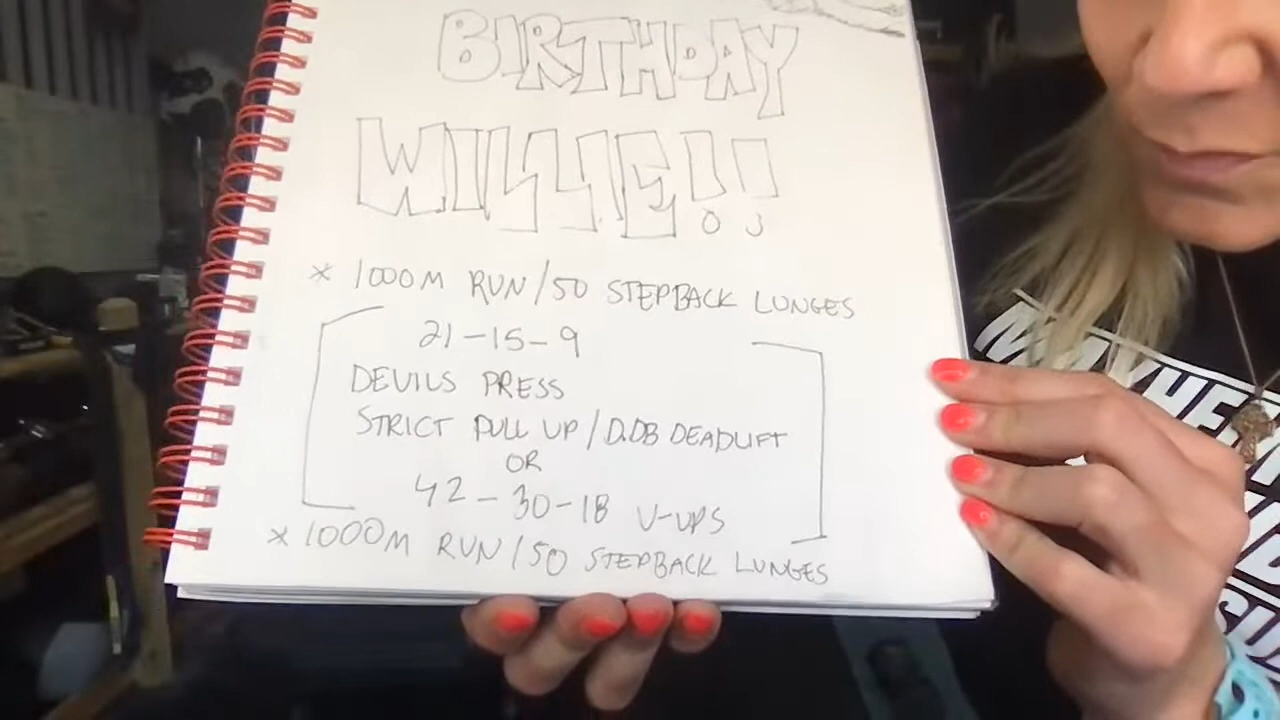 BIRTHDAY
WILLIE!!
* 1000M RUN/50 STEPBACK LUNGES
21-15-9
DEVILS PRESS
STRICT PULL UP/D.DB DEADLIFT
OR
42-30-18 V-UPS
* 1000M RUN/50 STEPBACK LUNGES